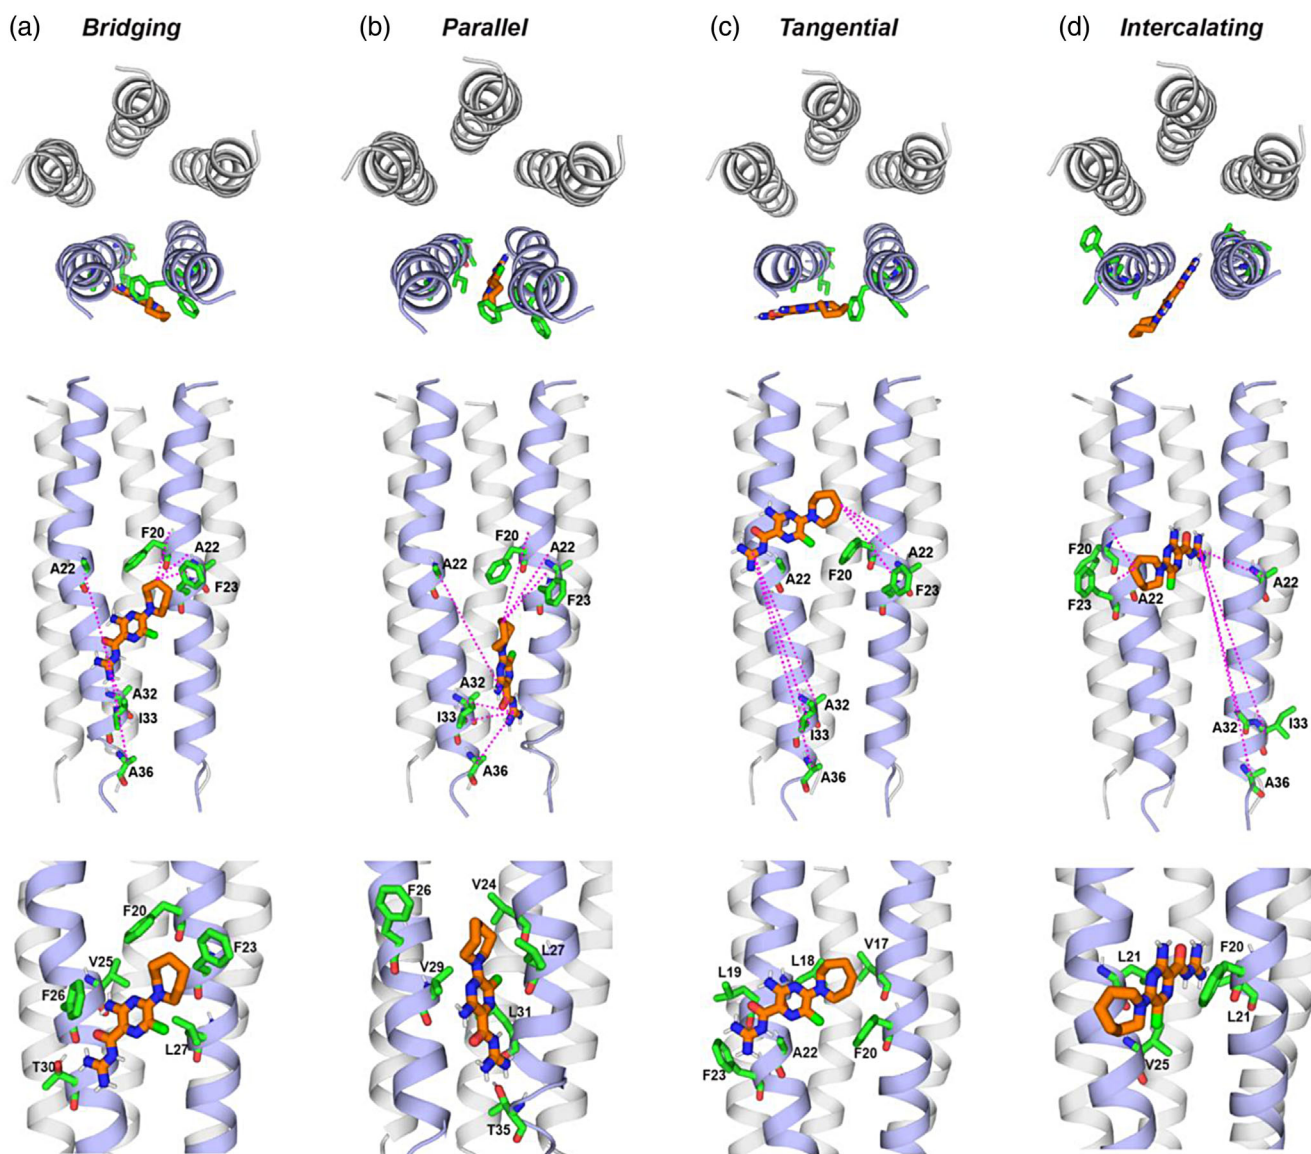 (a) Bridging
(b) Parallel
(c) Tangential
(d) Intercalating
F20
A22
A22
F23
A32
I33
A36
F20
A22
A22
F23
A32
I33
A36
A22
A22
F20
F23
A32
I33
A36
F20
F23
A22
A22
A32
I33
A36
F20
F23
V25
F26
L27
T30
F26
V24
V29
L27
L31
T35
L19
L18
V17
A22
F20
F23
L21
F20
L21
V25